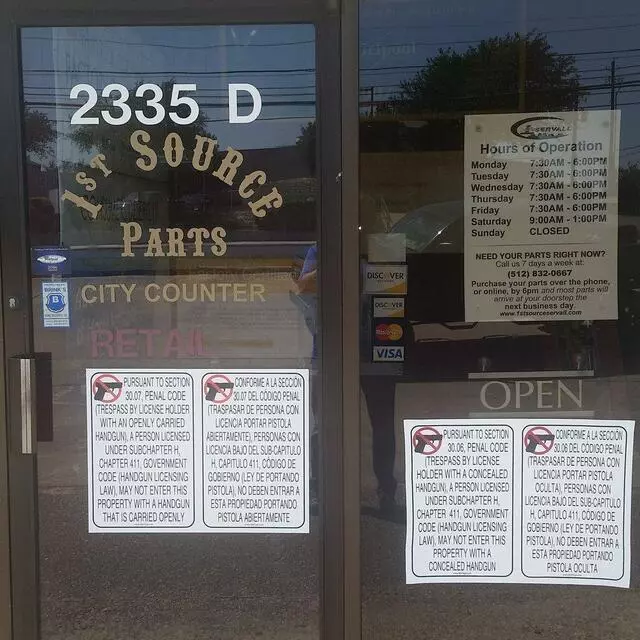 2335 D
1ST SOURCE
PARTS
CITY COUNTER
RETAIL
PURSUANT TO SECTION
30.07, PENAL CODE
(TRESPASS BY LICENSE HOLDER
WITH AN OPENLY CARRIED
HANDGUN), A PERSON LICENSED
UNDER SUBCHAPTER H,
CHAPTER 411, GOVERNMENT
CODE (HANDGUN LICENSING
LAW), MAY NOT ENTER THIS
PROPERTY WITH A HANDGUN
THAT IS CARRIED OPENLY
CONFORME A LA SECCIÓN
30.07 DEL CÓDIGO PENAL
(TRASPASAR DE PERSONA CON
LICENCIA PORTAR PISTOLA
ABIERTAMENTE), PERSONAS CON
LICENCIA BAJO DEL SUB-CAPITULO
H, CAPITULO 411, CÓDIGO DE
GOBIERNO (LEY DE PORTANDO
PISTOLA), NO DEBEN ENTRAR A
ESTA PROPIEDAD PORTANDO
PISTOLA ABIERTAMENTE
SERVALL
Hours of Operation
Monday 7:30AM - 6:00PM
Tuesday 7:30AM - 6:00PM
Wednesday 7:30AM - 6:00PM
Thursday 7:30AM - 6:00PM
Friday 7:30AM - 6:00PM
Saturday 9:00AM - 1:00PM
Sunday CLOSED
NEED YOUR PARTS RIGHT NOW?
Call us 7 days a week at:
(512) 832-0667
Purchase your parts over the phone,
or online, by 6pm and most parts will
arrive at your doorstep the
next business day.
www.1stsourceservall.com
DISCOVER
DISCOVER
MasterCard
VISA
OPEN
PURSUANT TO SECTION
30.06, PENAL CODE
(TRESPASS BY LICENSE
HOLDER WITH A CONCEALED
HANDGUN), A PERSON LICENSED
UNDER SUBCHAPTER H,
CHAPTER 411, GOVERNMENT
CODE (HANDGUN LICENSING
LAW), MAY NOT ENTER THIS
PROPERTY WITH A
CONCEALED HANDGUN
CONFORME A LA SECCIÓN
30.06 DEL CÓDIGO PENAL
(TRASPASAR DE PERSONA CON
LICENCIA PORTAR PISTOLA
OCULTA), PERSONAS CON
LICENCIA BAJO DEL SUB-CAPITULO
H, CAPITULO 411, CÓDIGO DE
GOBIERNO (LEY DE PORTANDO
PISTOLA), NO DEBEN ENTRAR A
ESTA PROPIEDAD PORTANDO
PISTOLA OCULTA